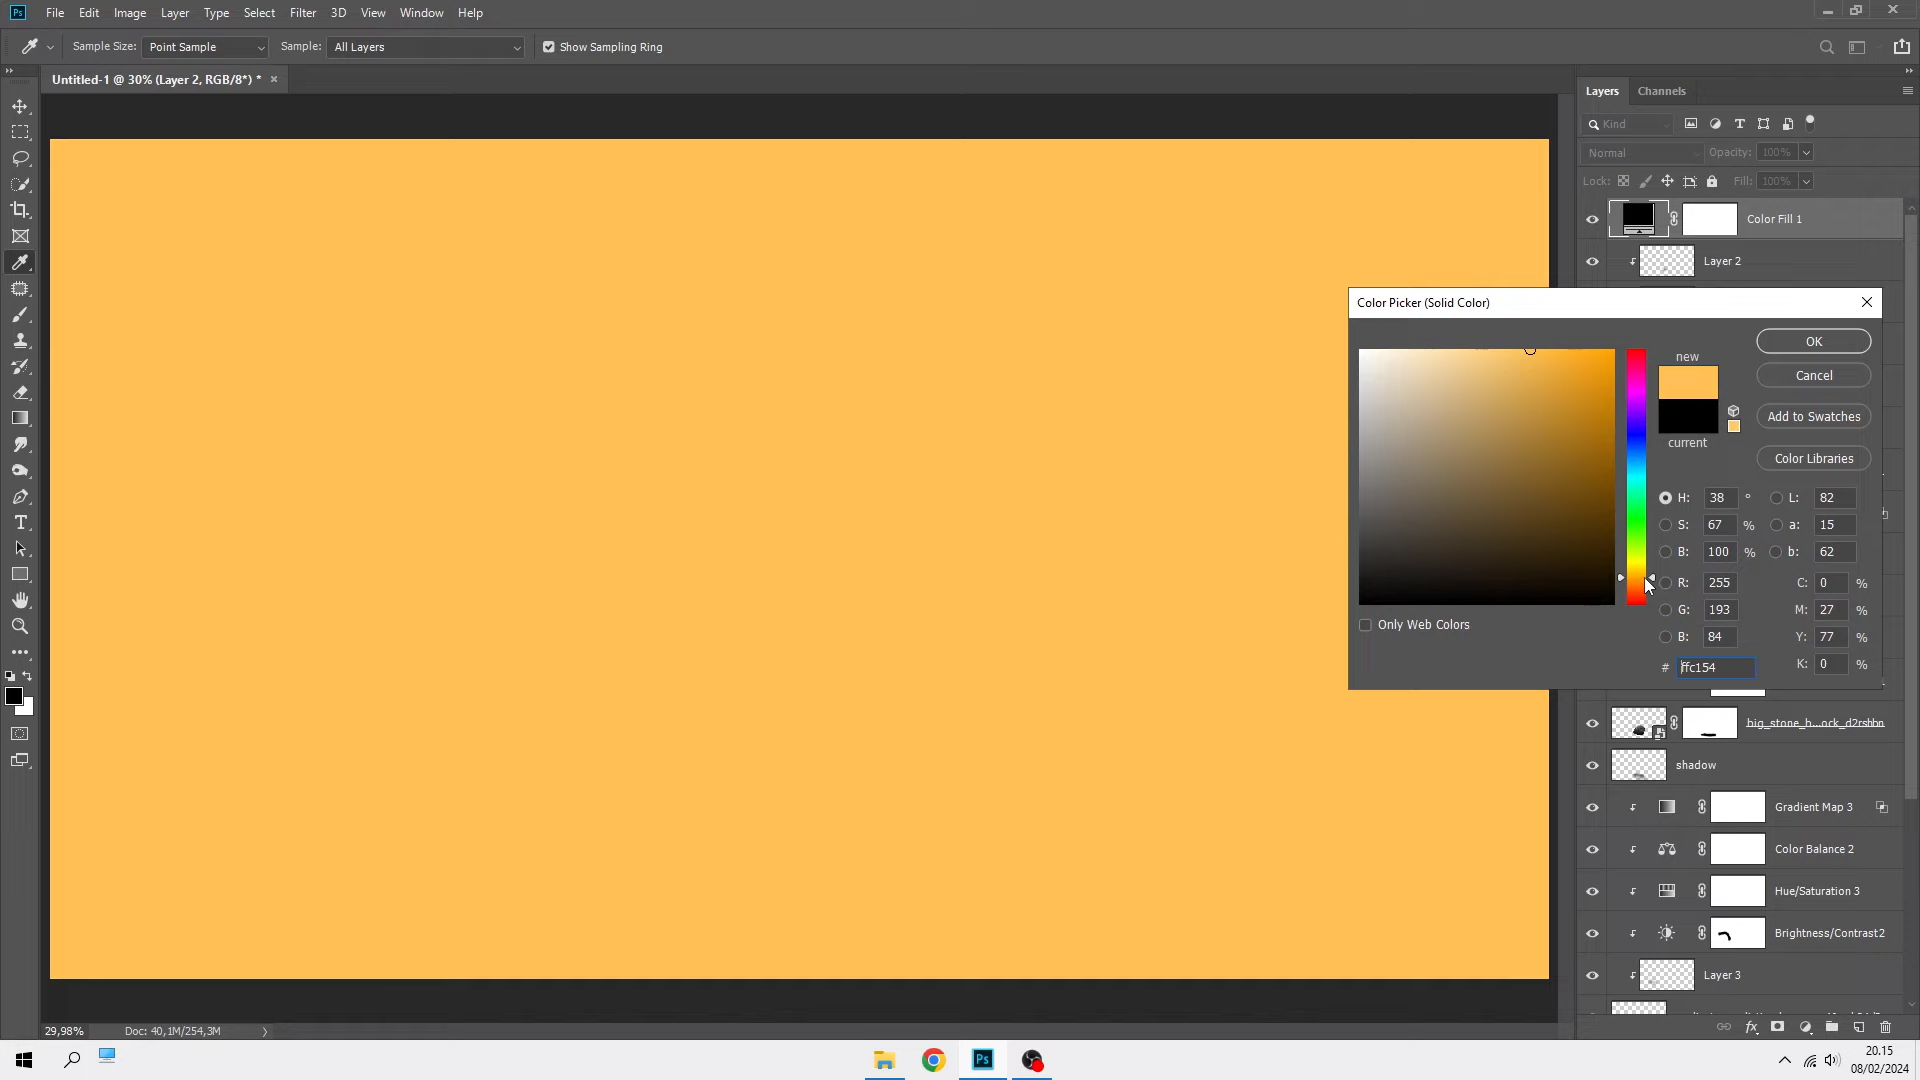 Ps
File Edit Image Layer Type Select Filter 3D View Window Help
Sample Size: Point Sample Sample: All Layers Show Sampling Ring
Untitled-1 @ 30% (Layer 2, RGB/8*) * ×
Layers Channels
Kind
Normal Opacity: 100%
Lock: Fill: 100%
Color Fill 1
Layer 2
Color Picker (Solid Color)
new
current
OK
Cancel
Add to Swatches
Color Libraries
H: 38 ° L: 82
S: 67 % a: 15
B: 100 % b: 62
R: 255 C: 0 %
G: 193 M: 27 %
B: 84 Y: 77 %
# ffc154 K: 0 %
Only Web Colors
big_stone_b...ock_d2rshbn
shadow
Gradient Map 3
Color Balance 2
Hue/Saturation 3
Brightness/Contrast 2
Layer 3
29,98% Doc: 40,1M/254,3M
fx
Ps
20.15
08/02/2024